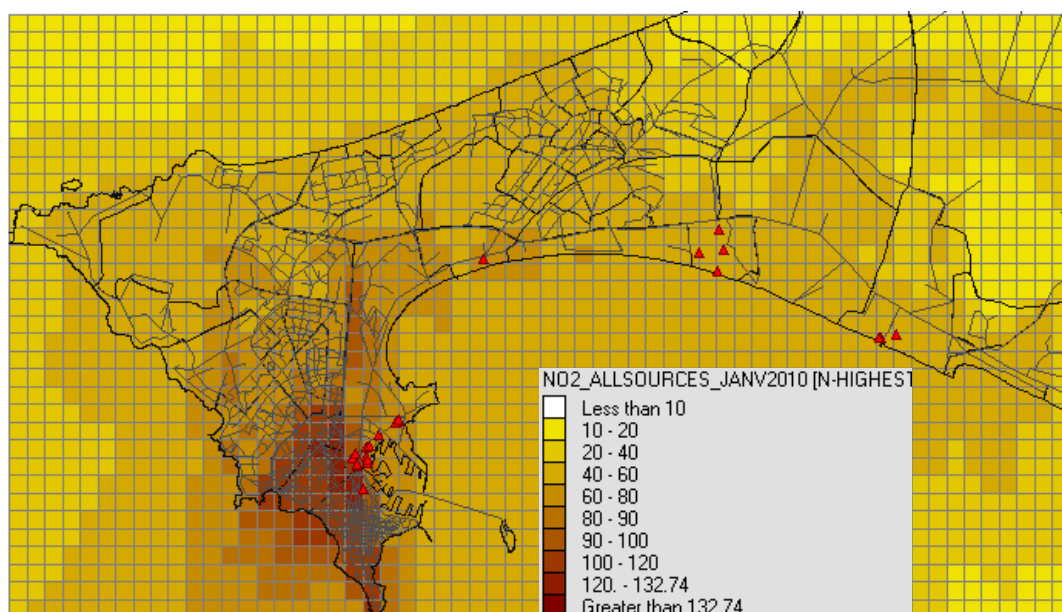 NO2_ALLSOURCES_JANV2010 [N-HIGHEST
Less than 10
10 - 20
20 - 40
40 - 60
60 - 80
80 - 90
90 - 100
100 - 120
120. - 132.74
Greater than 132.74